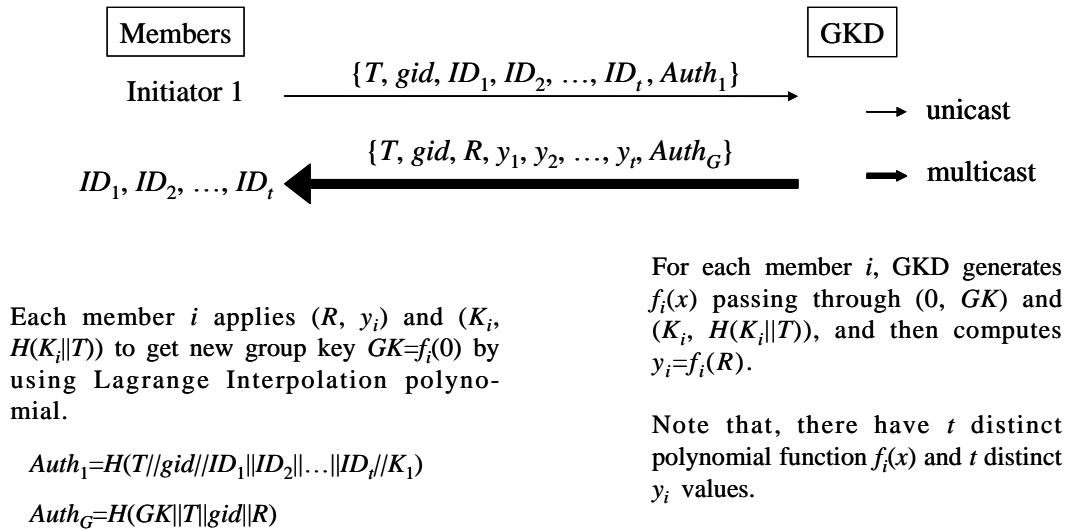 Members
GKD
Initiator 1
{T, gid, ID₁, ID₂, …, IDₜ, Auth₁}
unicast
{T, gid, R, y₁, y₂, …, yₜ, Auth_G}
ID₁, ID₂, …, IDₜ
multicast
For each member i, GKD generates
fᵢ(x) passing through (0, GK) and
(Kᵢ, H(Kᵢ||T)), and then computes
yᵢ=fᵢ(R).
Note that, there have t distinct
polynomial function fᵢ(x) and t distinct
yᵢ values.
Each member i applies (R, yᵢ) and (Kᵢ,
H(Kᵢ||T)) to get new group key GK=fᵢ(0) by
using Lagrange Interpolation polyno-
mial.
Auth₁=H(T//gid//ID₁||ID₂||…||IDₜ//K₁)
Auth_G=H(GK||T||gid||R)